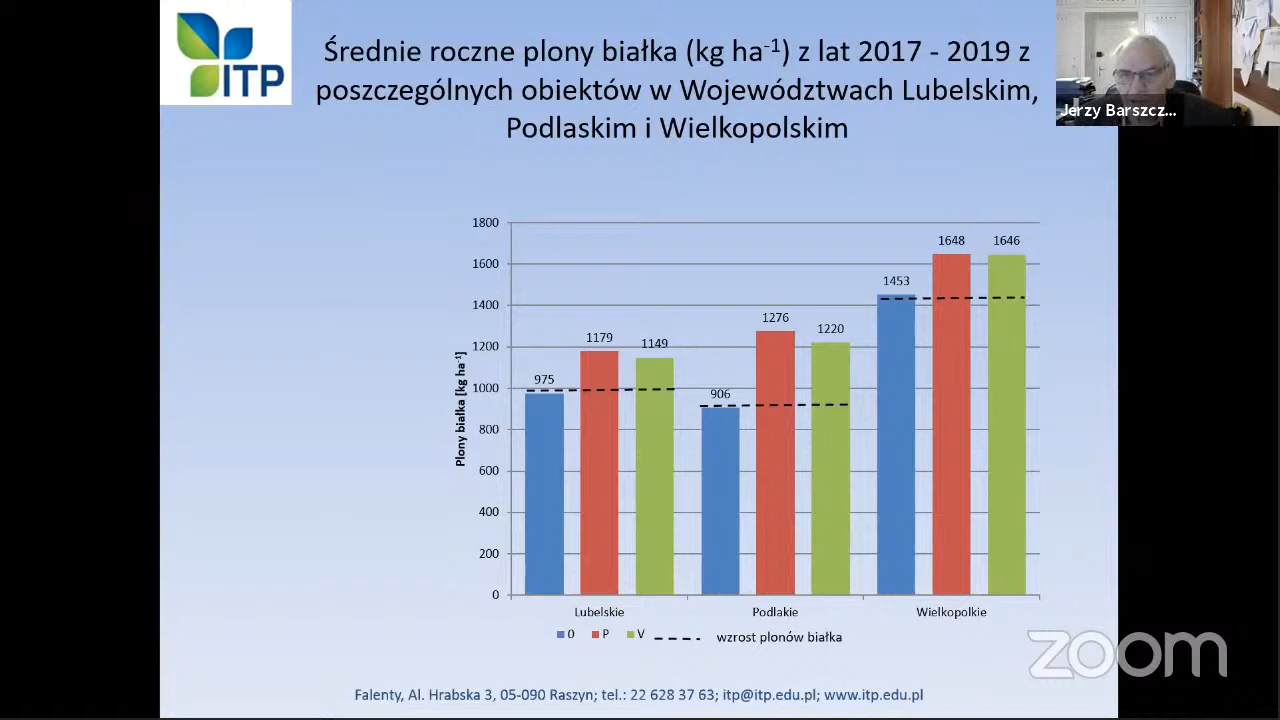 ITP
Średnie roczne plony białka (kg ha-1) z lat 2017 - 2019 z
poszczególnych obiektów w Województwach Lubelskim,
Podlaskim i Wielkopolskim
Jerzy Barszcz...
1800
1600
1400
1200
1000
800
600
400
200
0
Plony białka [kg ha-1]
975
1179
1149
906
1276
1220
1453
1648
1646
Lubelskie
Podlakie
Wielkopolkie
0 P V wzrost plonów białka
zoom
Falenty, Al. Hrabska 3, 05-090 Raszyn; tel.: 22 628 37 63; itp@itp.edu.pl; www.itp.edu.pl